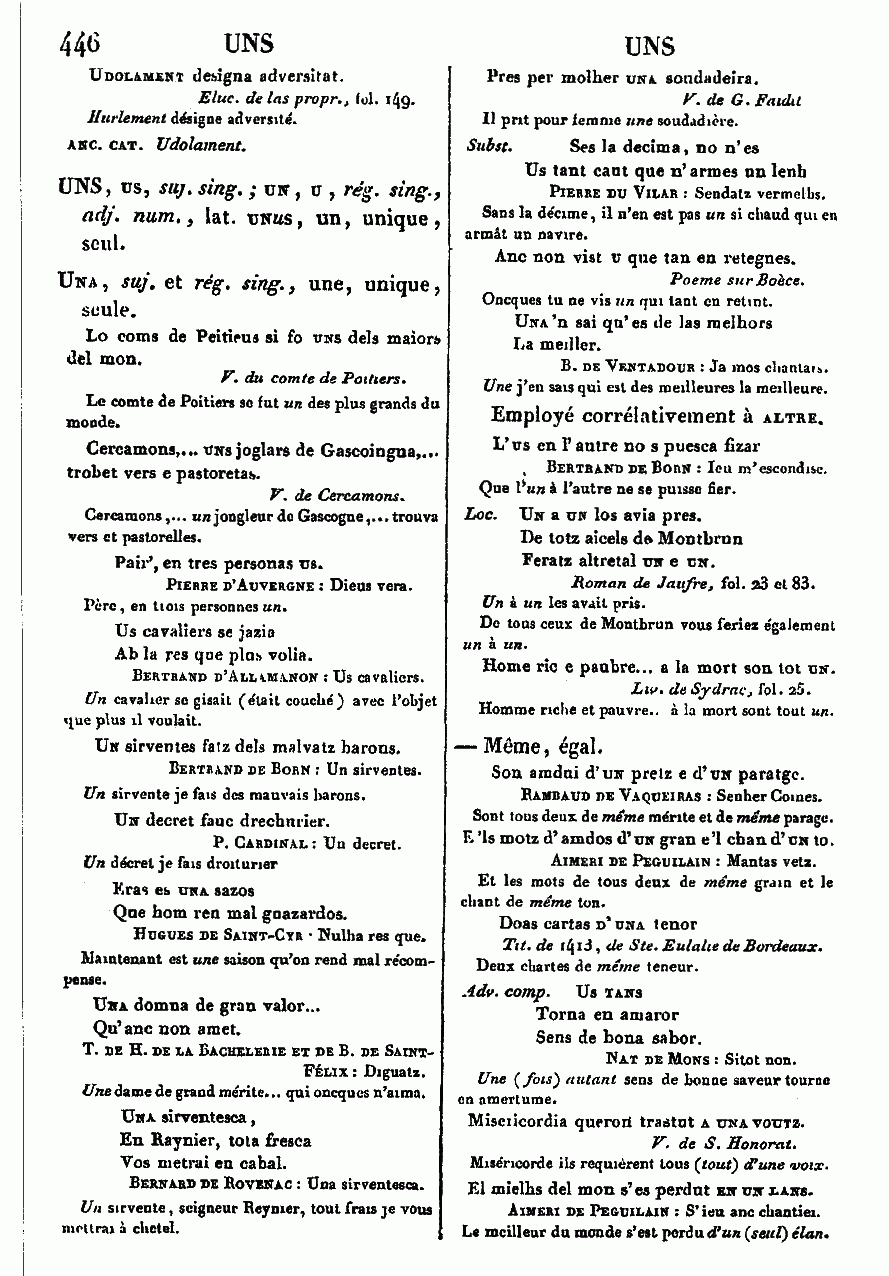 446 UNS
UNS
Udolament designa adversitat.
Eluc. de las propr., fol. 149.
Hurlement désigne adversité.
anc. cat. Udolament.
UNS, us, suj. sing. ; un, u, rég. sing.,
adj. num., lat. unus, un, unique,
seul.
Una, suj. et rég. sing., une, unique,
seule.
Lo coms de Peitieus si fo uns dels maiors
del mon.
V. du comte de Poitiers.
Le comte de Poitiers se fut un des plus grands du
monde.
Cercamons,... uns joglars de Gascoingna,...
trobet vers e pastoretas.
V. de Cercamons.
Cercamons,... un jongleur de Gascogne,... trouva
vers et pastorelles.
Pair', en tres personas us.
Pierre d'Auvergne : Dieus vera.
Père, en trois personnes un.
Us cavaliers se jazia
Ab la res que plus volia.
Bertrand d'Allamanon : Us cavaliers.
Un cavalier se gisait (était couché) avec l'objet
que plus il voulait.
Un sirventes fatz dels malvatz barons.
Bertrand de Born : Un sirventes.
Un sirvente je fais des mauvais barons.
Un decret fauc drechurier.
P. Cardinal : Un decret.
Un décret je fais droiturier
Eras es una sazos
Que hom ren mal guazardos.
Hugues de Saint-Cyr · Nulha res que.
Maintenant est une saison qu'on rend mal récom-
pense.
Una domna de gran valor...
Qu'anc non amet.
T. de H. de la Bachelerie et de B. de Saint-
Félix : Diguatz.
Une dame de grand mérite... qui oncques n'aima.
Una sirventesca,
En Raynier, tota fresca
Vos metrai en cabal.
Bernard de Rovenac : Una sirventesca.
Un sirvente, seigneur Reynier, tout frais je vous
mettrai à chetel.
Pres per molher una sondadeira.
V. de G. Faidit
Il prit pour femme une soudadière.
Subst. Ses la decima, no n'es
Us tant caut que n'armes un lenh
Pierre du Vilar : Sendatz vermelhs.
Sans la décime, il n'en est pas un si chaud qui en
armât un navire.
Anc non vist u que tan en retegnes.
Poeme sur Boèce.
Oncques tu ne vis un qui tant en retint.
Una'n sai qu'es de las melhors
La meiller.
B. de Ventadour : Ja mos chantars.
Une j'en sais qui est des meilleures la meilleure.
Employé corrélativement à altre.
L'us en l'autre no s puesca fizar
Bertrand de Born : Ieu m'escondisc.
Que l'un à l'autre ne se puisse fier.
Loc. Un a un los avia pres.
De totz aicels de Montbrun
Feratz altretal un e un.
Roman de Jaufre, fol. 23 et 83.
Un à un les avait pris.
De tous ceux de Montbrun vous feriez également
un à un.
Home ric e paubre... a la mort son tot un.
Liv. de Sydrac, fol. 25.
Homme riche et pauvre.. à la mort sont tout un.
— Même, égal.
Son amdui d'un pretz e d'un paratge.
Rambaud de Vaqueiras : Senher Coines.
Sont tous deux de même mérite et de même parage.
E'ls motz d'amdos d'un gran e'l chan d'un to.
Aimeri de Peguilain : Mantas vetz.
Et les mots de tous deux de même grain et le
chant de même ton.
Doas cartas d'una tenor
Tit. de 1413, de Ste. Eulalie de Bordeaux.
Deux chartes de même teneur.
Adv. comp. Us tans
Torna en amaror
Sens de bona sabor.
Nat de Mons : Sitot non.
Une (fois) autant sens de bonne saveur tourne
en amertume.
Misericordia queron trastut a una voutz.
V. de S. Honorat.
Miséricorde ils requièrent tous (tout) d'une voix.
El mielhs del mon s'es perdut en un lans.
Aimeri de Peguilain : S'ieu anc chantiei.
Le meilleur du monde s'est perdu d'un (seul) élan.